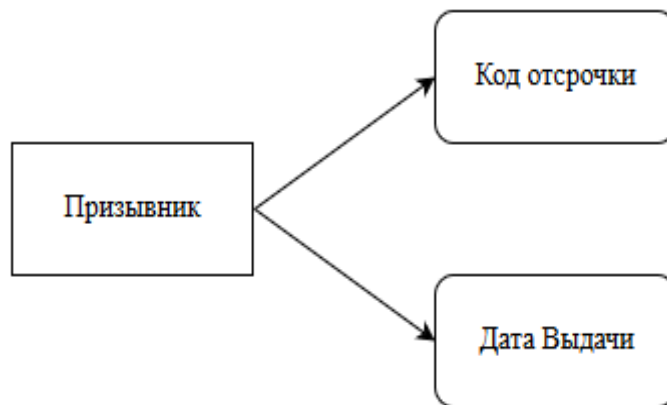 Код отсрочки
Призывник
Дата Выдачи